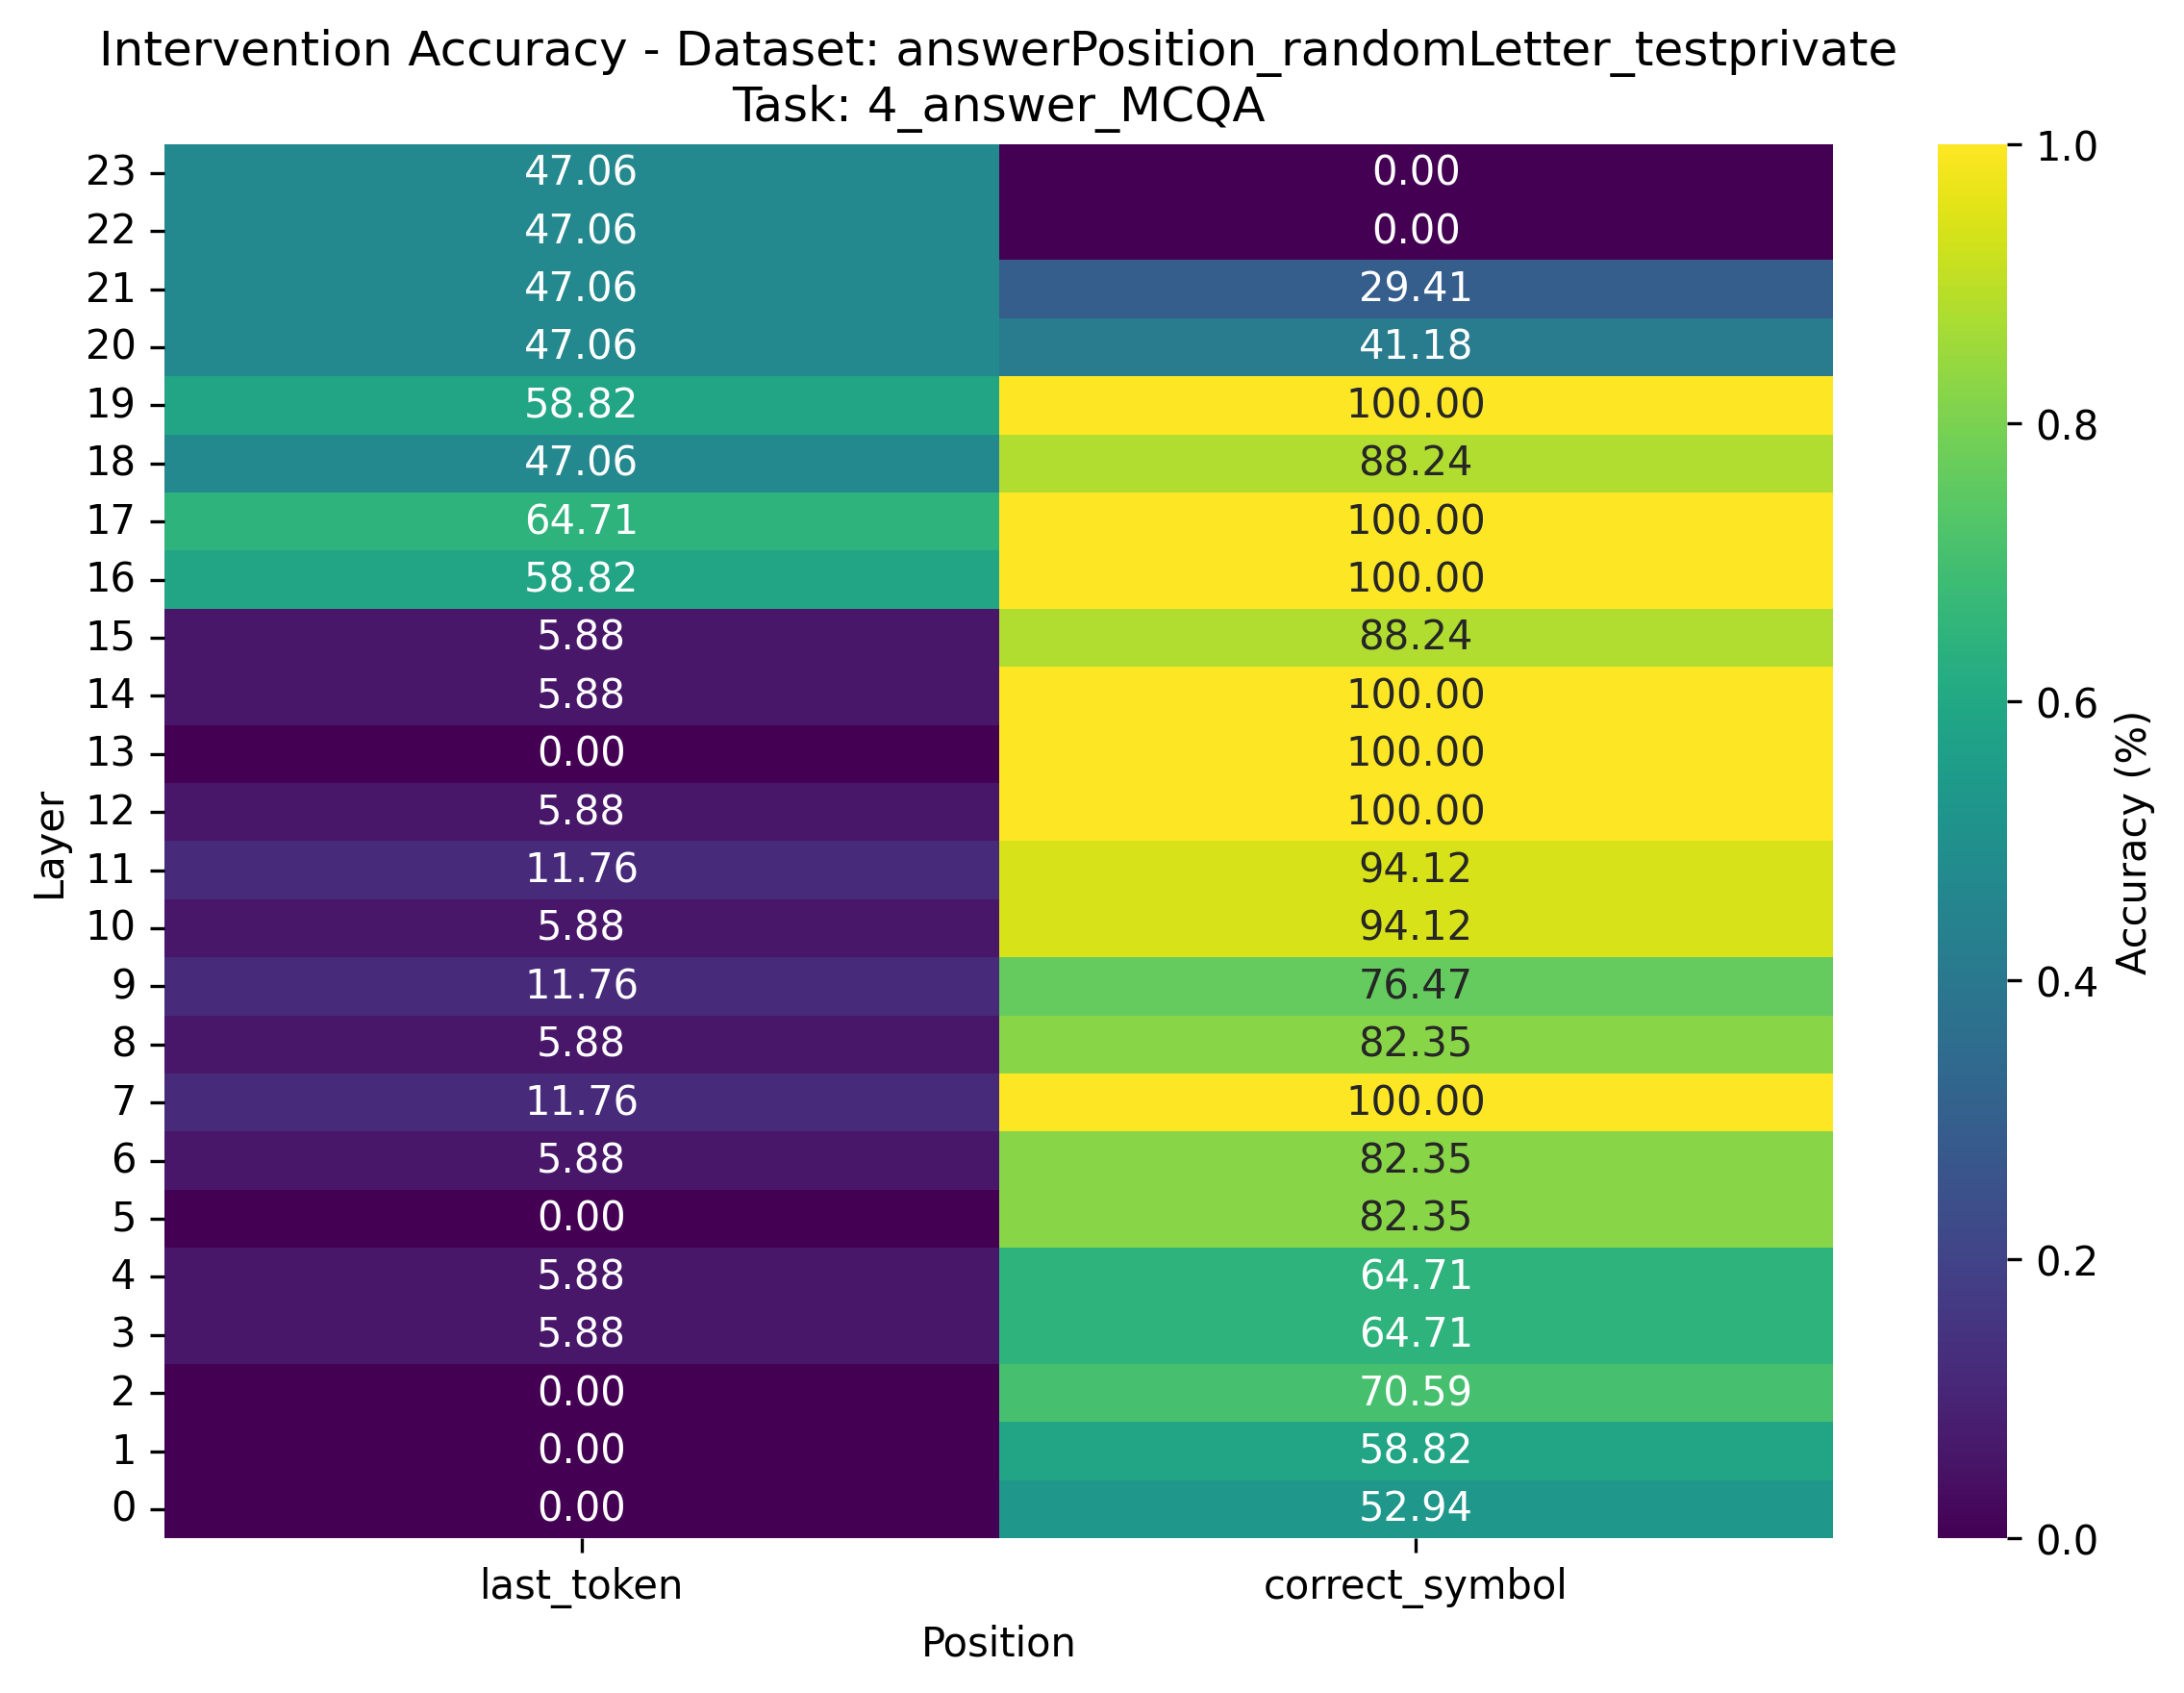 Intervention Accuracy - Dataset: answerPosition_randomLetter_testprivate
Task: 4_answer_MCQA
23 47.06 0.00
22 47.06 0.00
21 47.06 29.41
20 47.06 41.18
19 58.82 100.00
18 47.06 88.24
17 64.71 100.00
16 58.82 100.00
15 5.88 88.24
14 5.88 100.00
13 0.00 100.00
12 5.88 100.00
11 11.76 94.12
10 5.88 94.12
9 11.76 76.47
8 5.88 82.35
7 11.76 100.00
6 5.88 82.35
5 0.00 82.35
4 5.88 64.71
3 5.88 64.71
2 0.00 70.59
1 0.00 58.82
0 0.00 52.94
last_token correct_symbol
Position
Layer
1.0
0.8
0.6
0.4
0.2
0.0
Accuracy (%)